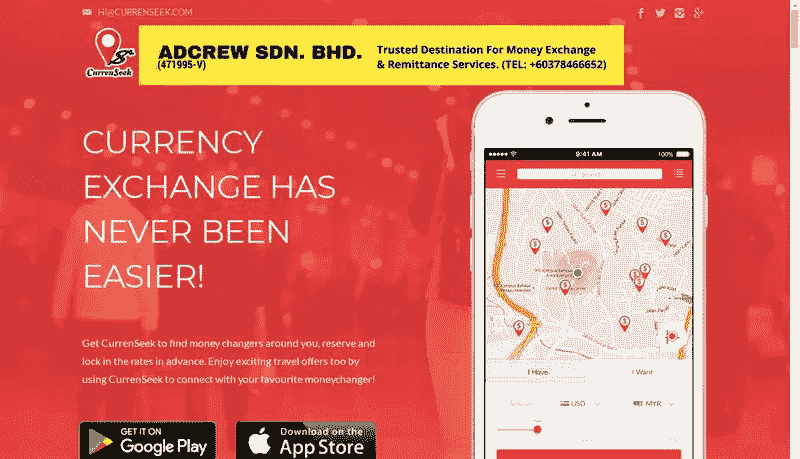 HI@CURRENSEEK.COM
CurrenSeek
ADCREW SDN. BHD.
(471995-V)
Trusted Destination For Money Exchange
& Remittance Services. (TEL: +60378466652)
CURRENCY
EXCHANGE HAS
NEVER BEEN
EASIER!
Get CurrenSeek to find money changers around you, reserve and
lock in the rates in advance. Enjoy exciting travel offers too by
using CurrenSeek to connect with your favourite moneychanger!
GET IT ON
Google Play
Download on the
App Store
9:41 AM
100%
Search
I Have
I Want
USD
MYR